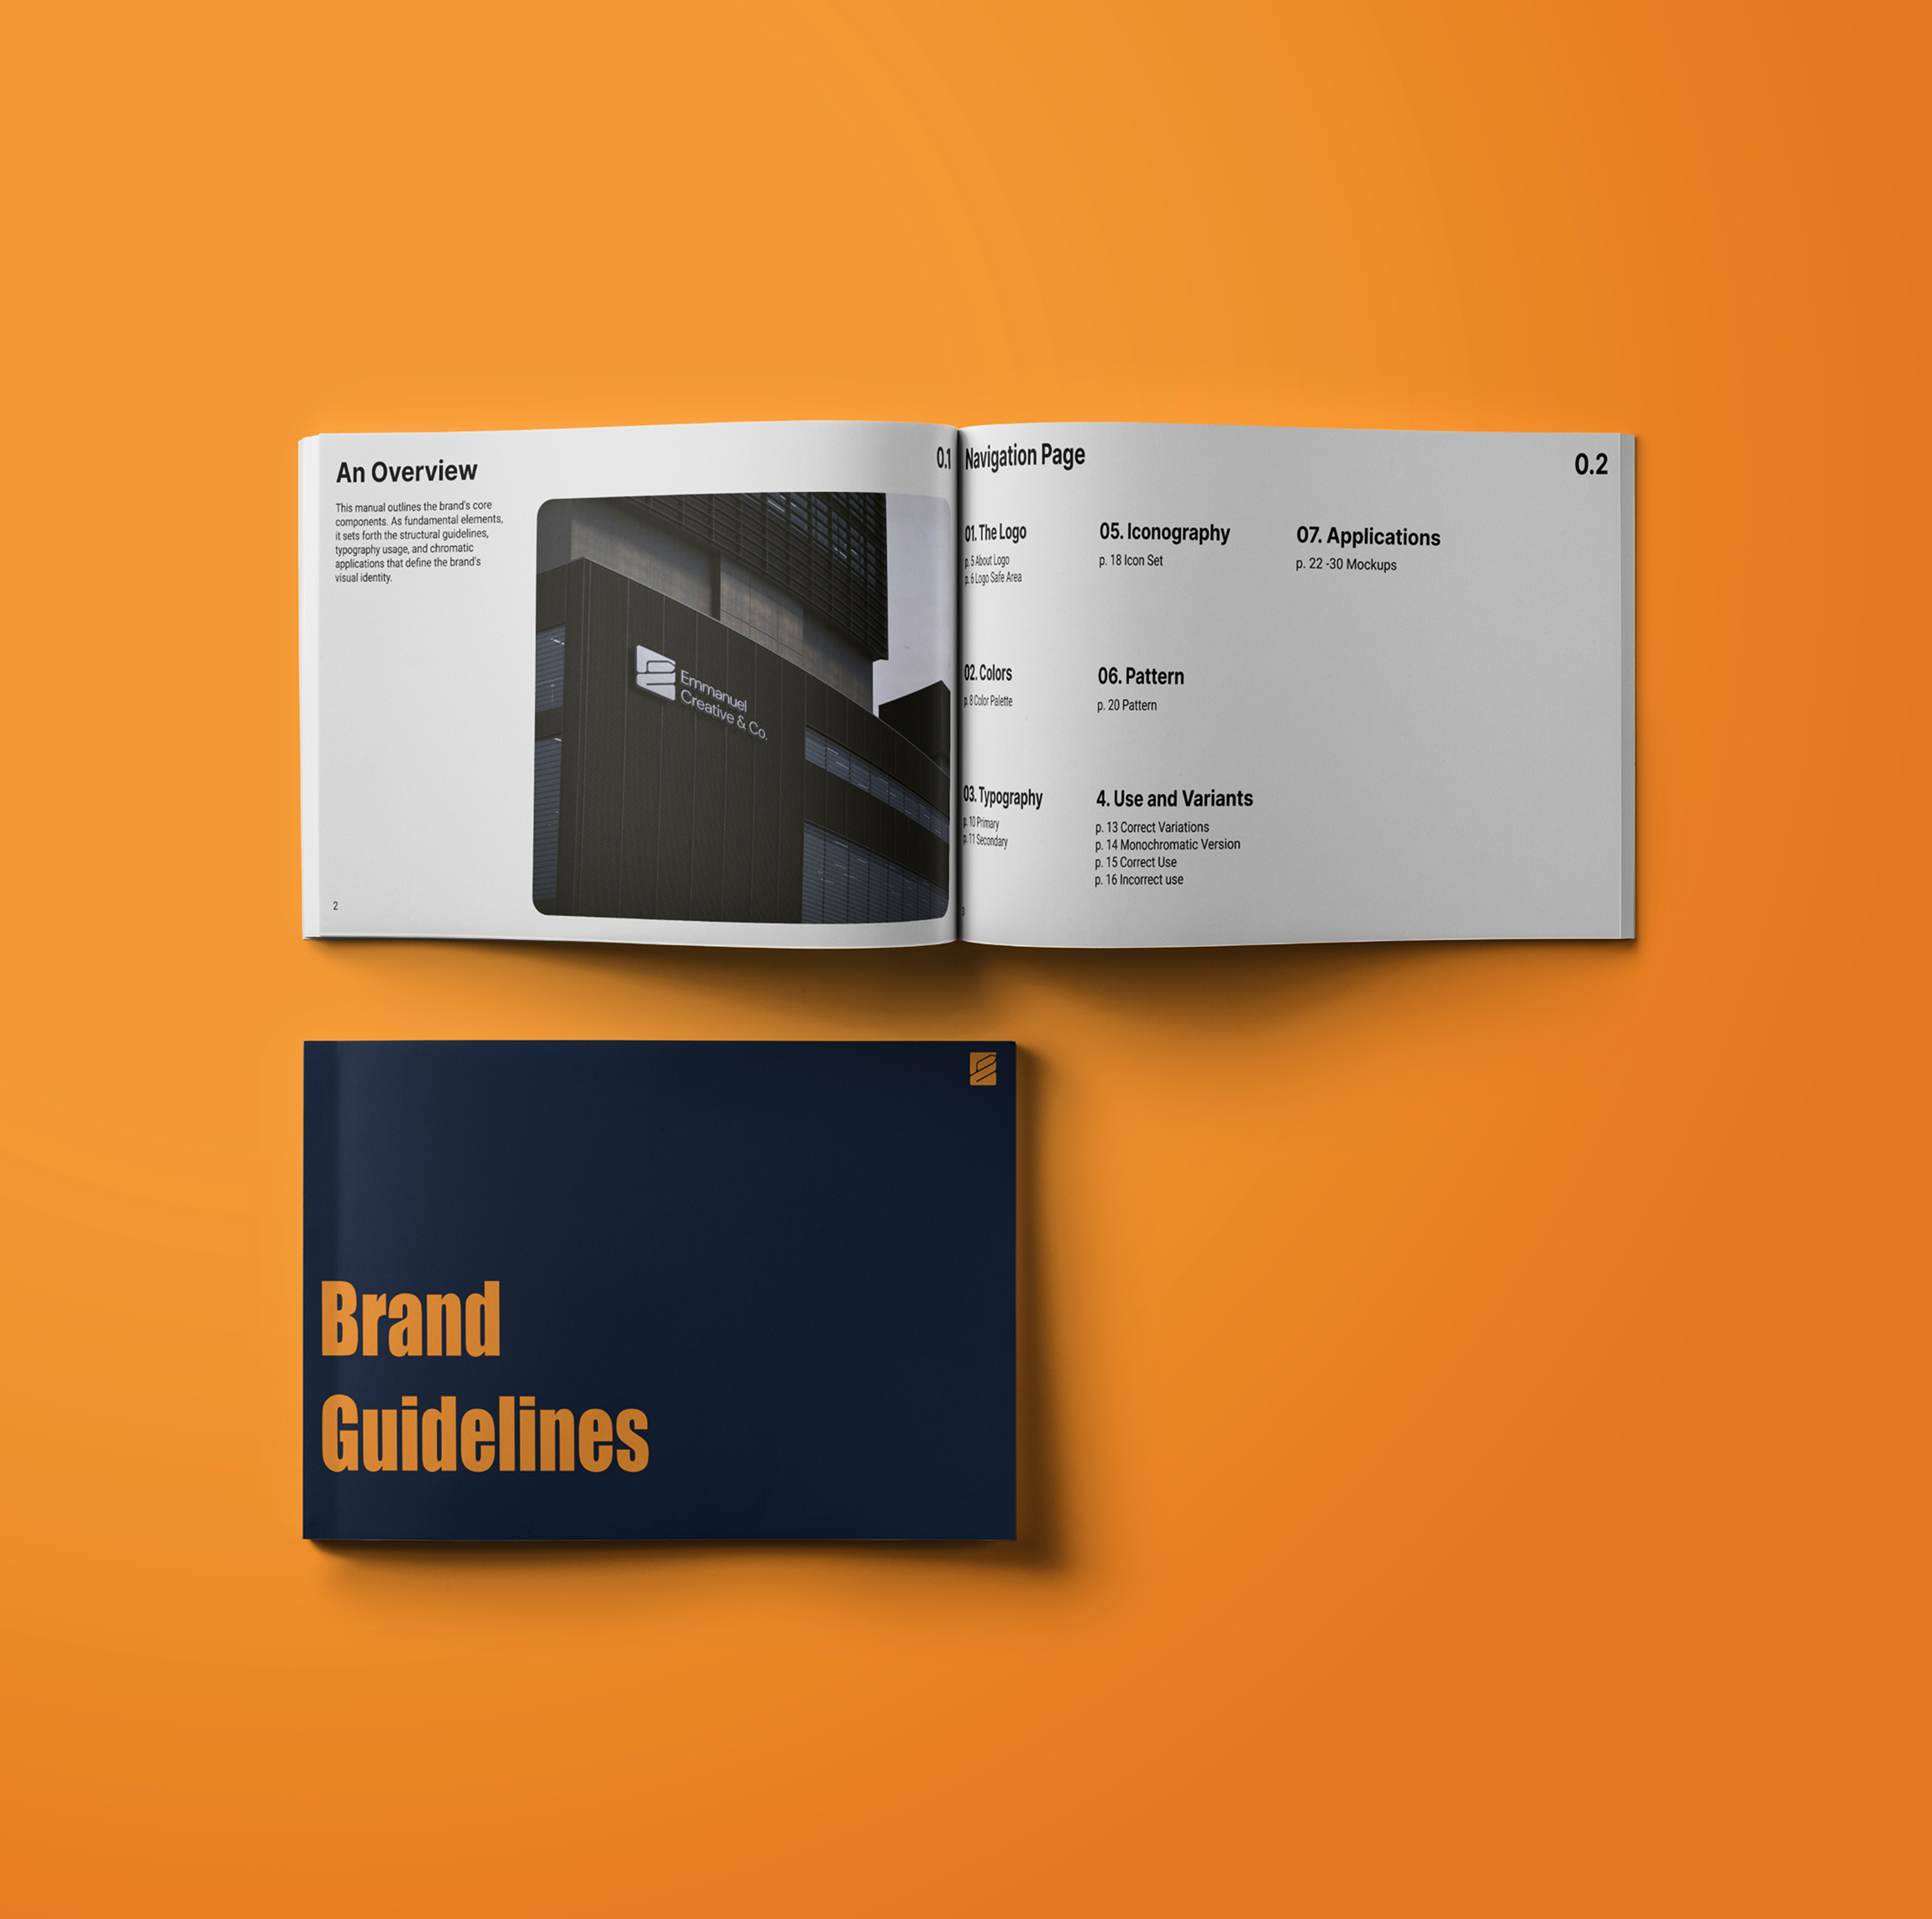 An Overview
0.1
This manual outlines the brand's core
components. As fundamental elements,
it sets forth the structural guidelines,
typography usage, and chromatic
applications that define the brand's
visual identity.
Emmanuel
Creative & Co.
2
Navigation Page
0.2
01. The Logo
p. 5 About Logo
p. 6 Logo Safe Area
02. Colors
p. 8 Color Palette
03. Typography
p. 10 Primary
p. 11 Secondary
05. Iconography
p. 18 Icon Set
06. Pattern
p. 20 Pattern
4. Use and Variants
p. 13 Correct Variations
p. 14 Monochromatic Version
p. 15 Correct Use
p. 16 Incorrect use
07. Applications
p. 22 -30 Mockups
3
Brand
Guidelines